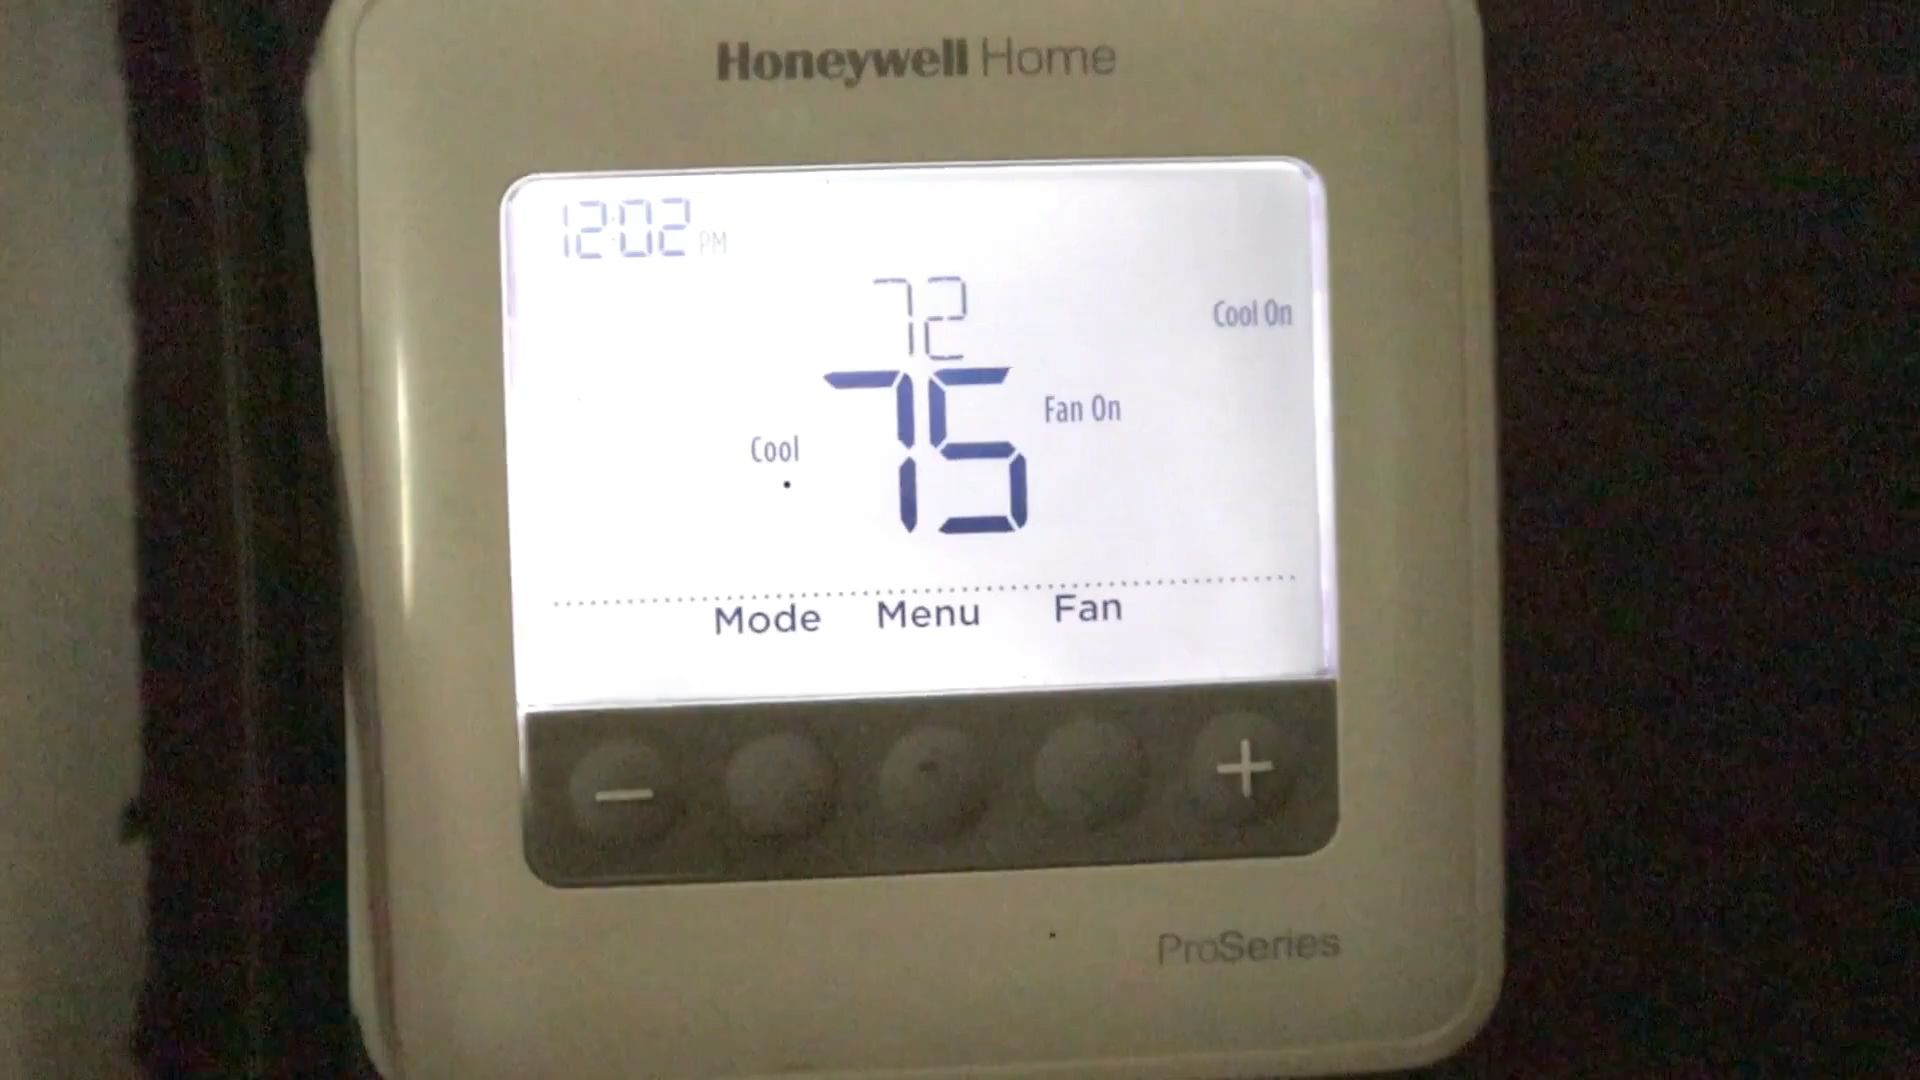 Honeywell Home
12:02 PM
72
Cool On
75
Fan On
Cool
Mode Menu Fan
− +
ProSeries